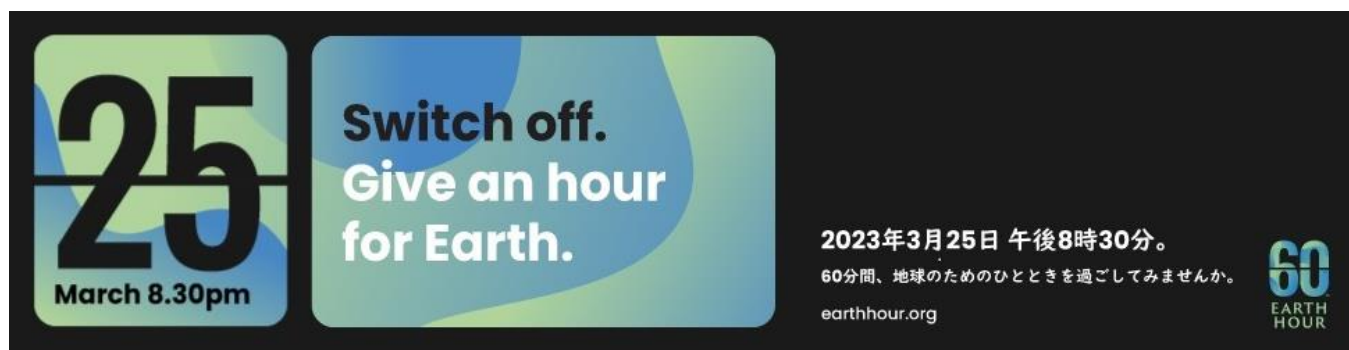 25
March 8.30pm
Switch off.
Give an hour
for Earth.
2023年3月25日 午後8時30分。
60分間、地球のためのひとときを過ごしてみませんか。
earthhour.org
60
EARTH
HOUR